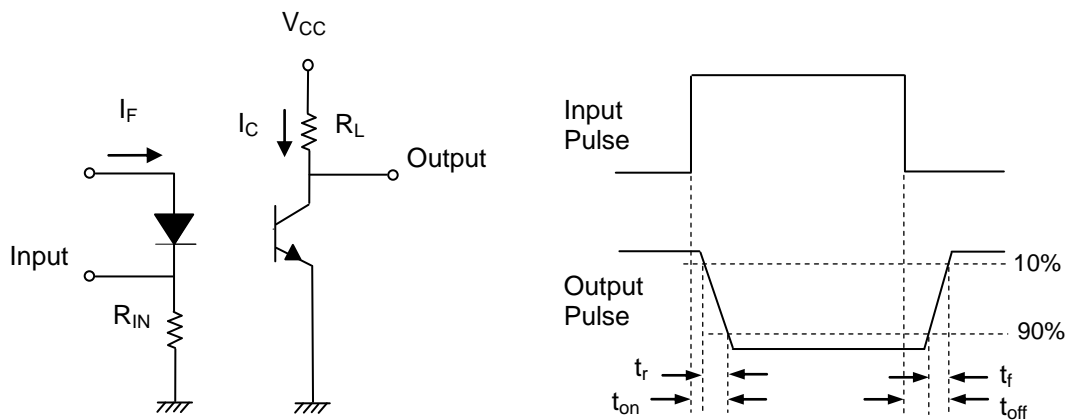 V_CC
I_F
I_C
R_L
Output
Input
R_IN
Input
Pulse
Output
Pulse
10%
90%
t_r
t_on
t_f
t_off